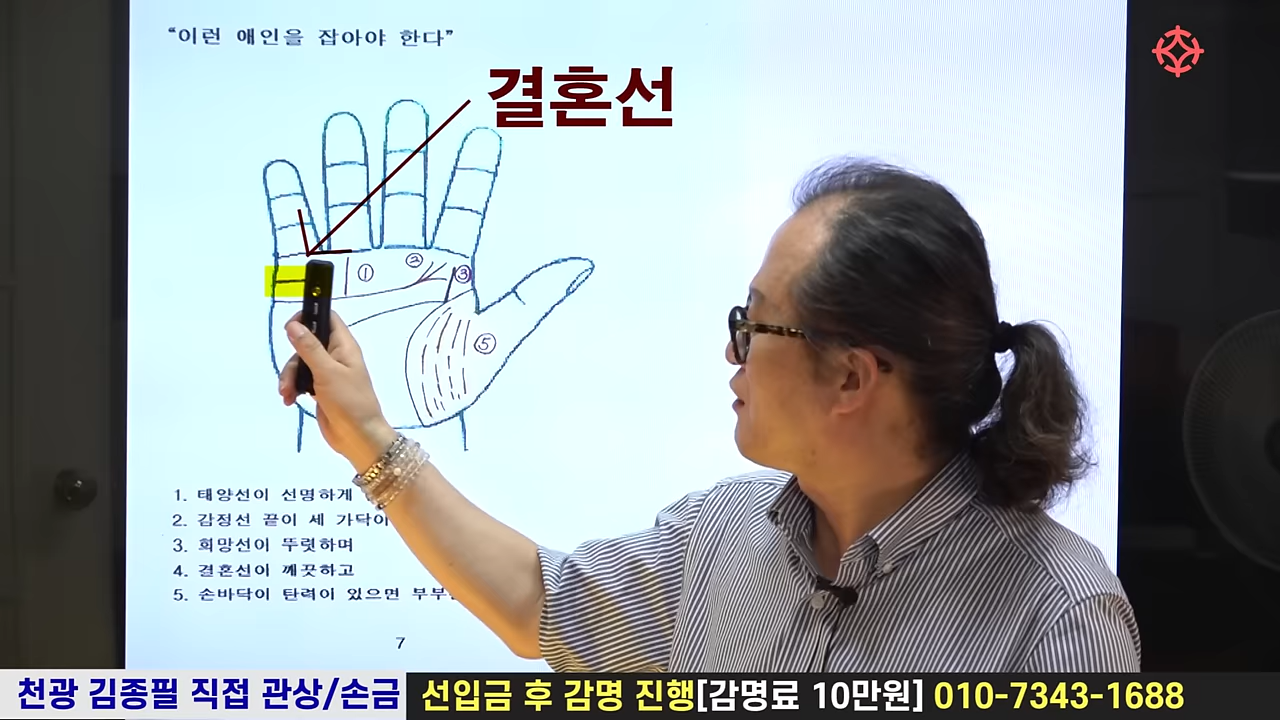 “이런 애인을 잡아야 한다”
결혼선
①
②
③
⑤
1. 태양선이 선명하게
2. 감정선 끝이 세 가닥이
3. 희망선이 뚜렷하며
4. 결혼선이 깨끗하고
5. 손바닥이 탄력이 있으면
7
천광 김종필 직접 관상/손금
선입금 후 감명 진행[감명료 10만원] 010-7343-1688